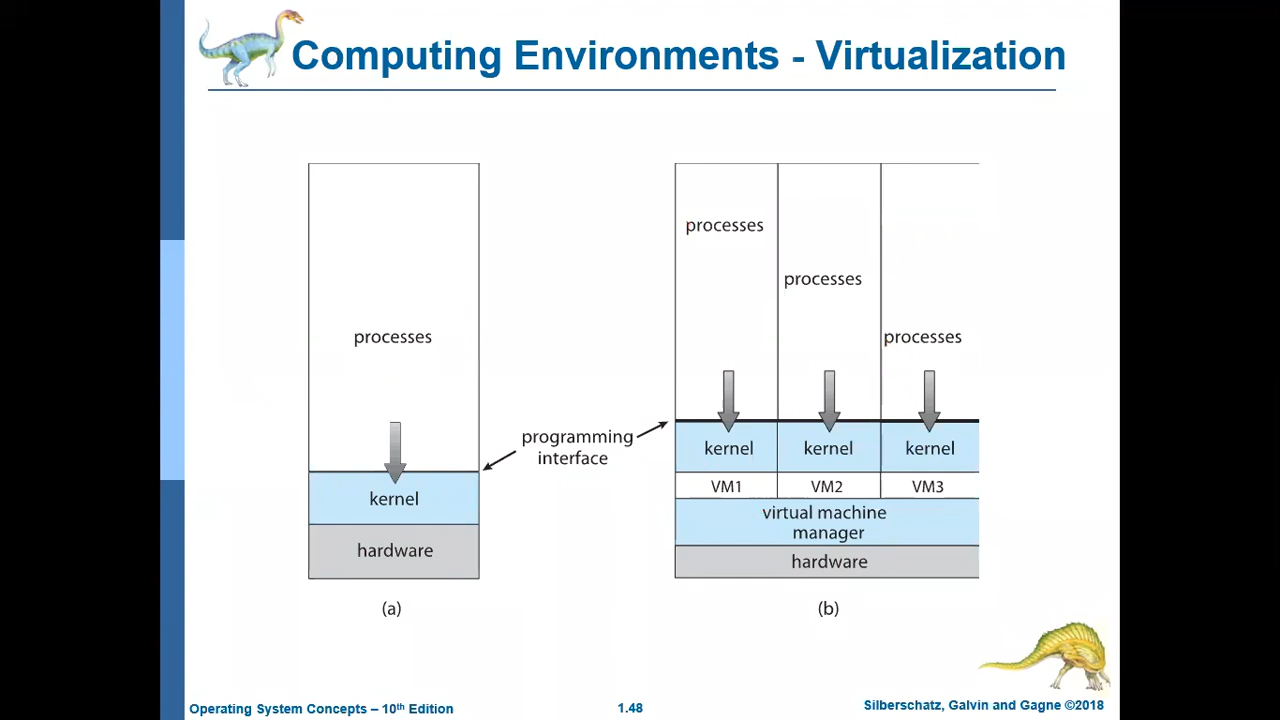 Computing Environments - Virtualization
processes
kernel
hardware
(a)
programming
interface
processes
processes
processes
kernel
kernel
kernel
VM1
VM2
VM3
virtual machine
manager
hardware
(b)
Operating System Concepts – 10th Edition
1.48
Silberschatz, Galvin and Gagne ©2018